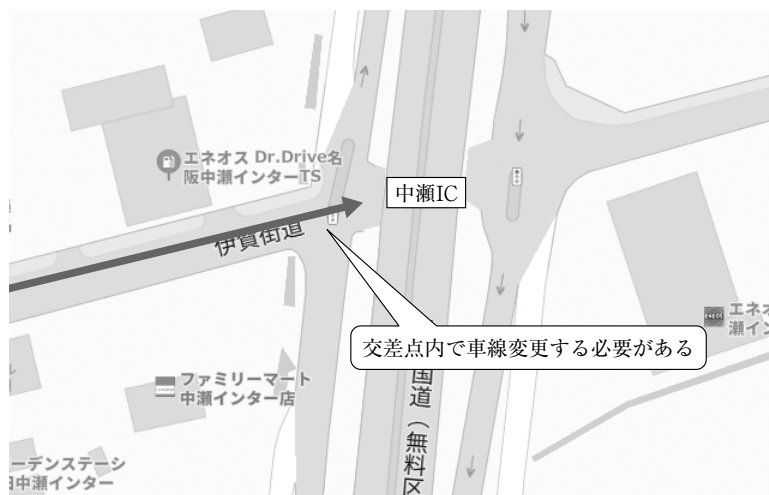 エネオス Dr.Drive名
阪中瀬インターTS
中瀬IC
伊賀街道
交差点内で車線変更する必要がある
ENEOS
エネオ
瀬イン
ファミリーマート
中瀬インター店
国道（無料区
ーデンステーシ
中瀬インター